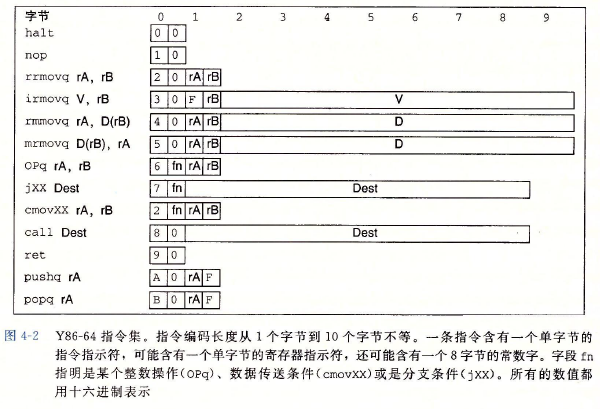 字节 0 1 2 3 4 5 6 7 8 9
halt 0 0
nop 1 0
rrmovq rA, rB 2 0 rA rB
irmovq V, rB 3 0 F rB V
rmmovq rA, D(rB) 4 0 rA rB D
mrmovq D(rB), rA 5 0 rA rB D
OPq rA, rB 6 fn rA rB
jXX Dest 7 fn Dest
cmovXX rA, rB 2 fn rA rB
call Dest 8 0 Dest
ret 9 0
pushq rA A 0 rA F
popq rA B 0 rA F
图 4-2 Y86-64 指令集。指令编码长度从 1 个字节到 10 个字节不等。一条指令含有一个单字节的
指令指示符，可能含有一个单字节的寄存器指示符，还可能含有一个 8 字节的常数字。字段 fn
指明是某个整数操作(OPq)、数据传送条件(cmovXX)或是分支条件(jXX)。所有的数值都
用十六进制表示